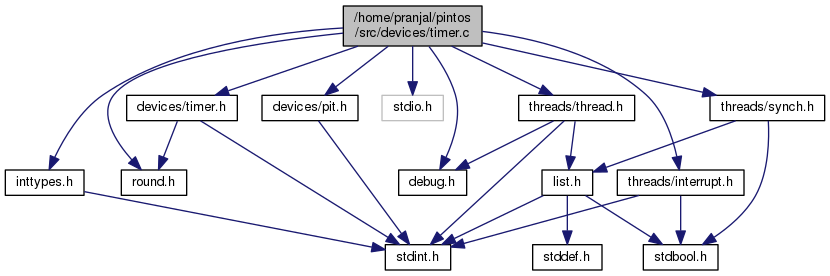 /home/pranjal/pintos
/src/devices/timer.c
devices/timer.h
devices/pit.h
stdio.h
threads/thread.h
threads/synch.h
inttypes.h
round.h
debug.h
list.h
threads/interrupt.h
stdint.h
stddef.h
stdbool.h